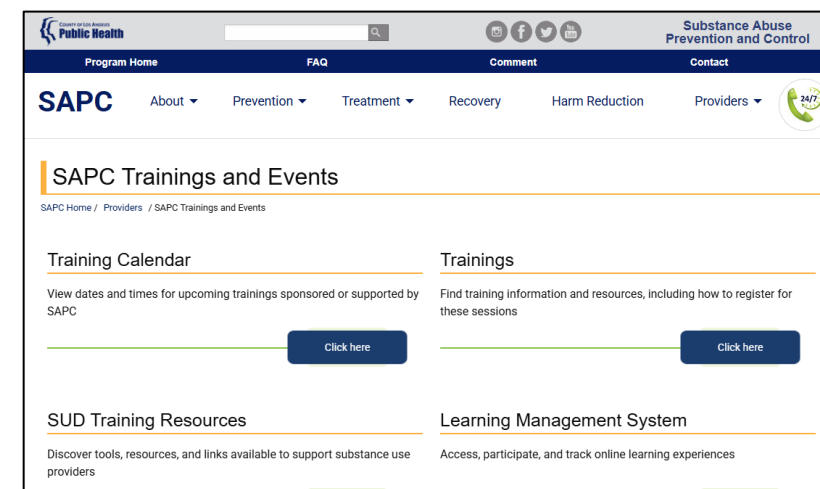 County of Los Angeles
Public Health
Substance Abuse
Prevention and Control
Program Home
FAQ
Comment
Contact
SAPC
About
Prevention
Treatment
Recovery
Harm Reduction
Providers
24/7
SAPC Trainings and Events
SAPC Home / Providers / SAPC Trainings and Events
Training Calendar
View dates and times for upcoming trainings sponsored or supported by
SAPC
Click here
Trainings
Find training information and resources, including how to register for
these sessions
Click here
SUD Training Resources
Discover tools, resources, and links available to support substance use
providers
Learning Management System
Access, participate, and track online learning experiences